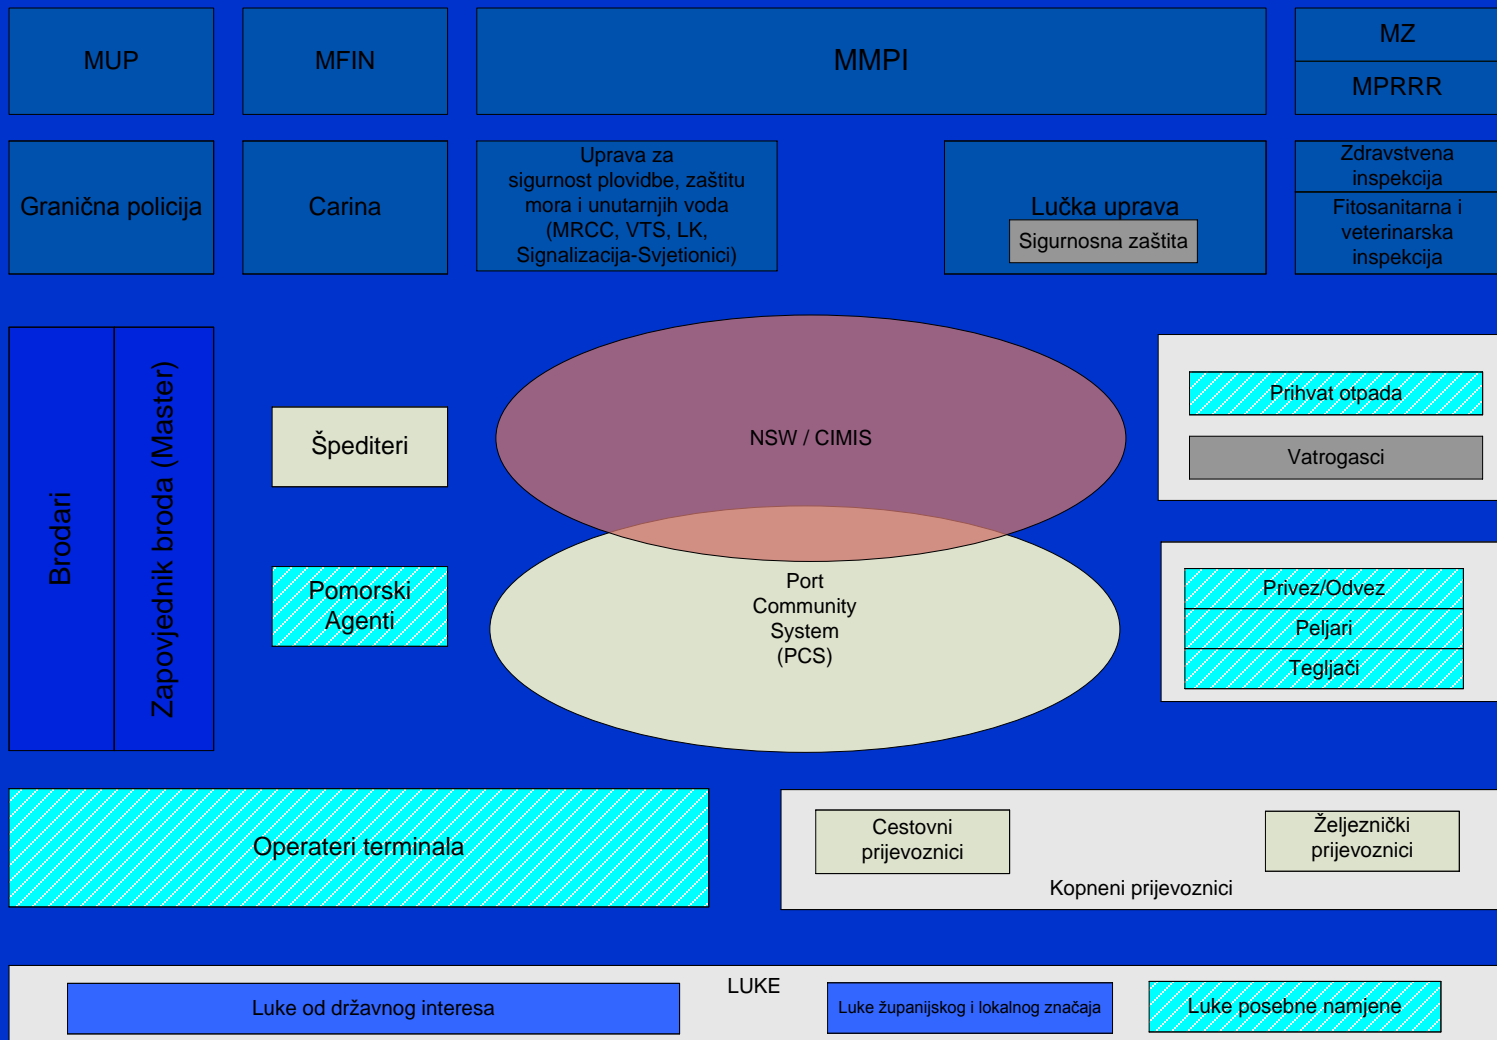 MUP
MFIN
MMPI
MZ
MPRRR
Granična policija
Carina
Uprava za
sigurnost plovidbe, zaštitu
mora i unutarnjih voda
(MRCC, VTS, LK,
Signalizacija-Svjetionici)
Lučka uprava
Sigurnosna zaštita
Zdravstvena
inspekcija
Fitosanitarna i
veterinarska
inspekcija
Brodari
Zapovjednik broda (Master)
Špediteri
Pomorski
Agenti
NSW / CIMIS
Port
Community
System
(PCS)
Prihvat otpada
Vatrogasci
Privez/Odvez
Peljari
Tegljači
Operateri terminala
Cestovni
prijevoznici
Željeznički
prijevoznici
Kopneni prijevoznici
LUKE
Luke od državnog interesa
Luke županijskog i lokalnog značaja
Luke posebne namjene